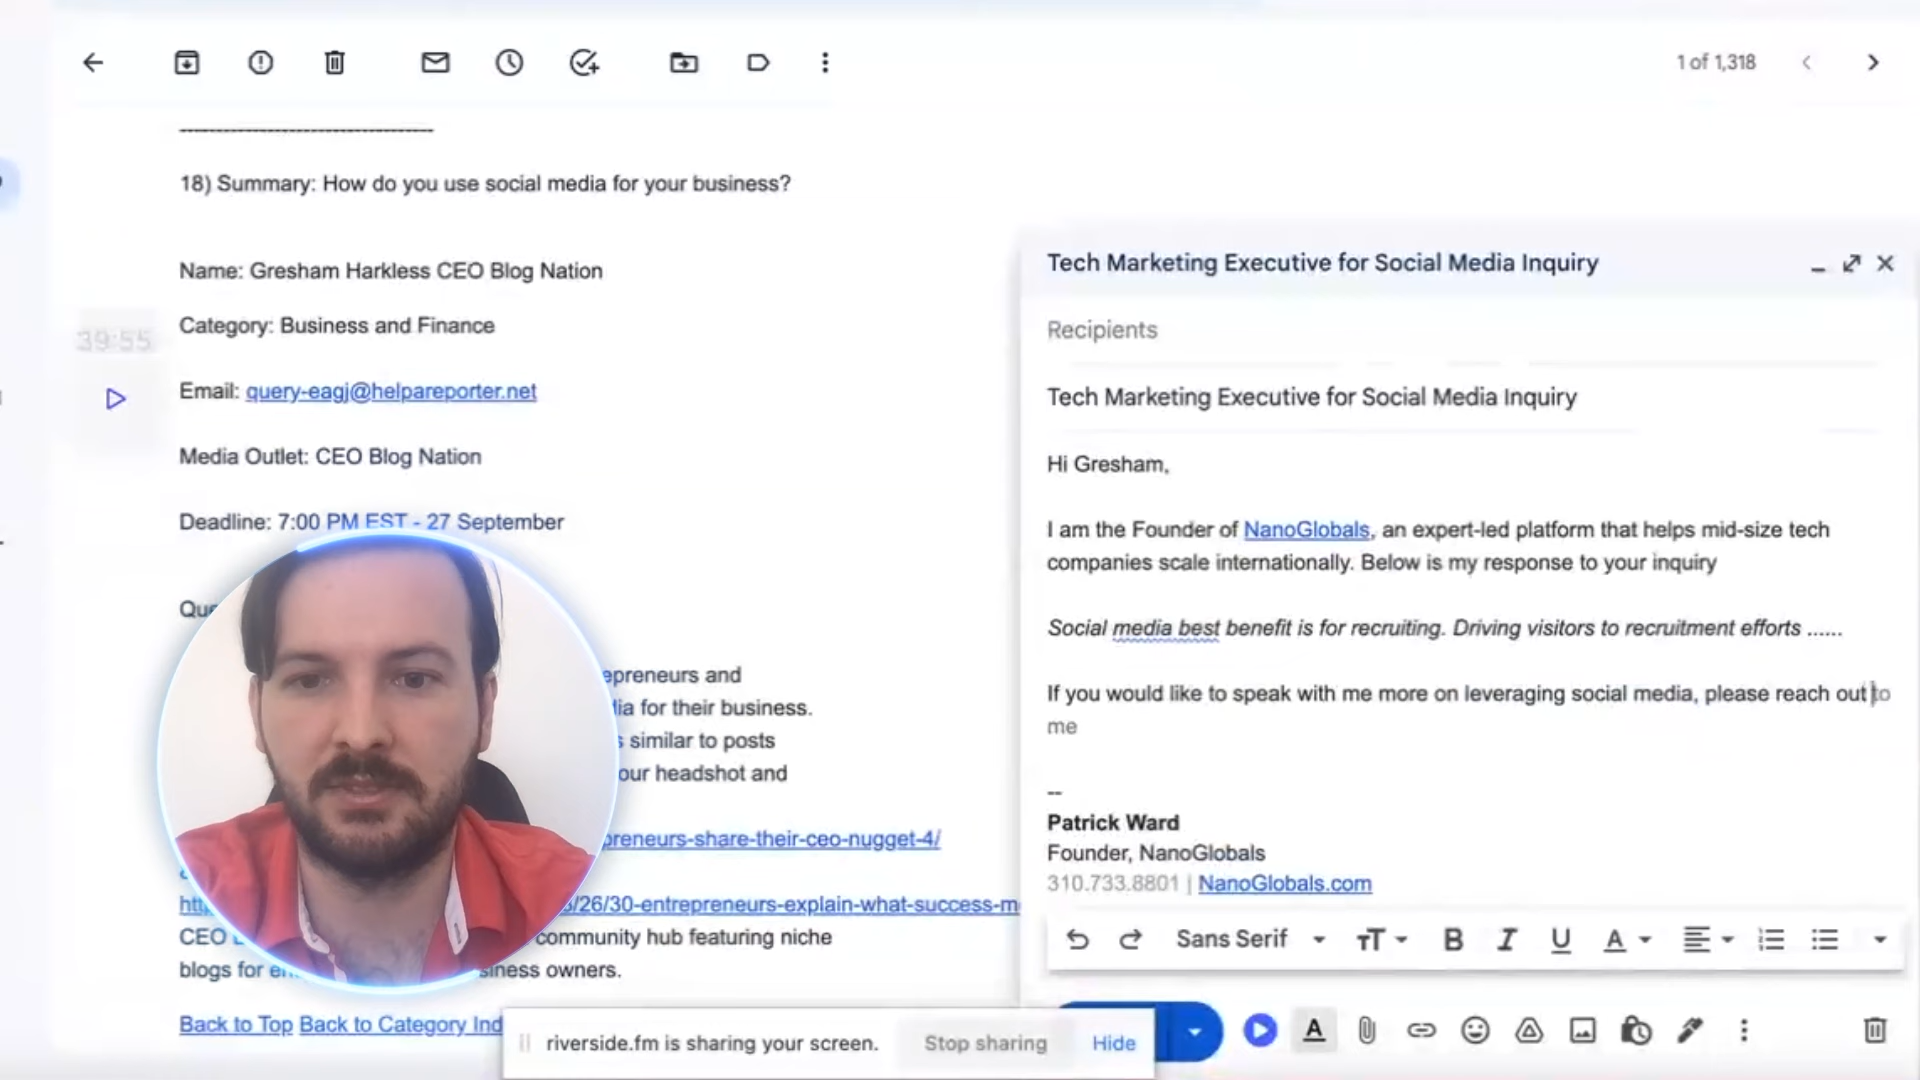 1 of 1,318
-----------------------------------
18) Summary: How do you use social media for your business?
Name: Gresham Harkless CEO Blog Nation
Category: Business and Finance
39:55
Email: query-eagj@helpareporter.net
Media Outlet: CEO Blog Nation
Deadline: 7:00 PM EST - 27 September
epreneurs and
for their business.
similar to posts
our headshot and
preneurs-share-their-ceo-nugget-4/
/26/30-entrepreneurs-explain-what-success-m
CEO
community hub featuring niche
blogs for
siness owners.
Back to Top Back to Category Ind
Tech Marketing Executive for Social Media Inquiry
Recipients
Tech Marketing Executive for Social Media Inquiry
Hi Gresham,
I am the Founder of NanoGlobals, an expert-led platform that helps mid-size tech
companies scale internationally. Below is my response to your inquiry
Social media best benefit is for recruiting. Driving visitors to recruitment efforts ......
If you would like to speak with me more on leveraging social media, please reach out to
me
--
Patrick Ward
Founder, NanoGlobals
310.733.8801 | NanoGlobals.com
Sans Serif
riverside.fm is sharing your screen.
Stop sharing
Hide